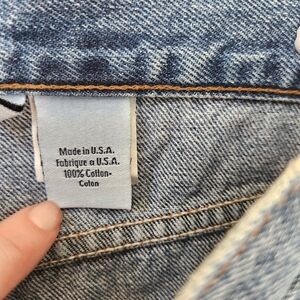 Made in U.S.A.
Fabriqué a U.S.A.
100% Cotton-
Coton